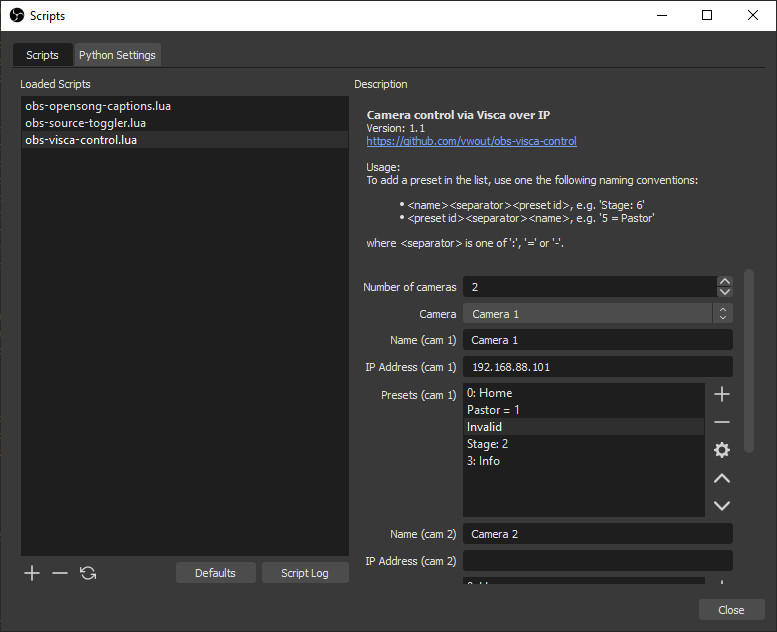 Scripts
Scripts
Python Settings
Loaded Scripts
obs-opensong-captions.lua
obs-source-toggler.lua
obs-visca-control.lua
Defaults
Script Log
Description
Camera control via Visca over IP
Version: 1.1
https://github.com/vwout/obs-visca-control
Usage:
To add a preset in the list, use one the following naming conventions:
• <name><separator><preset id>, e.g. 'Stage: 6'
• <preset id><separator><name>, e.g. '5 = Pastor'
where <separator> is one of ':', '=' or '-'.
Number of cameras 2
Camera Camera 1
Name (cam 1) Camera 1
IP Address (cam 1) 192.168.88.101
Presets (cam 1)
0: Home
Pastor = 1
Invalid
Stage: 2
3: Info
Name (cam 2) Camera 2
IP Address (cam 2)
Close